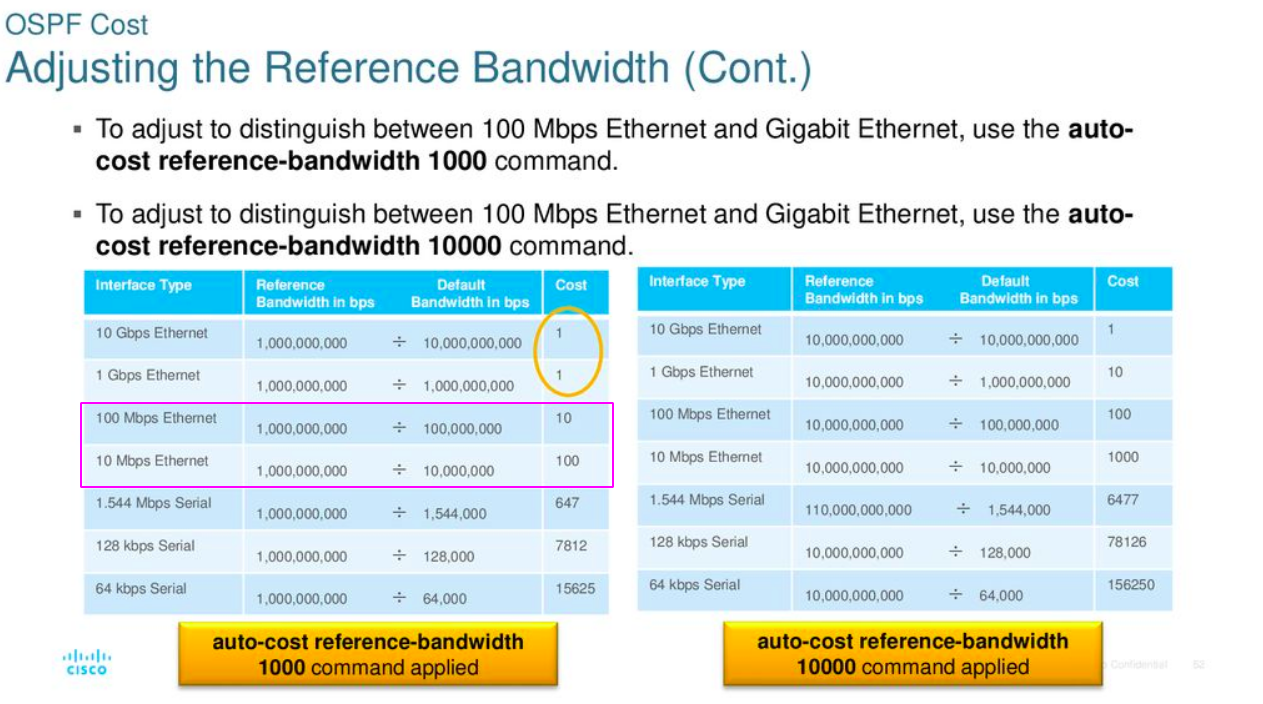 OSPF Cost
Adjusting the Reference Bandwidth (Cont.)
▪ To adjust to distinguish between 100 Mbps Ethernet and Gigabit Ethernet, use the auto-
cost reference-bandwidth 1000 command.
▪ To adjust to distinguish between 100 Mbps Ethernet and Gigabit Ethernet, use the auto-
cost reference-bandwidth 10000 command.
Interface Type Reference Default Cost
Bandwidth in bps Bandwidth in bps
10 Gbps Ethernet 1,000,000,000 ÷ 10,000,000,000 1
1 Gbps Ethernet 1,000,000,000 ÷ 1,000,000,000 1
100 Mbps Ethernet 1,000,000,000 ÷ 100,000,000 10
10 Mbps Ethernet 1,000,000,000 ÷ 10,000,000 100
1.544 Mbps Serial 1,000,000,000 ÷ 1,544,000 647
128 kbps Serial 1,000,000,000 ÷ 128,000 7812
64 kbps Serial 1,000,000,000 ÷ 64,000 15625
auto-cost reference-bandwidth
1000 command applied
Interface Type Reference Default Cost
Bandwidth in bps Bandwidth in bps
10 Gbps Ethernet 10,000,000,000 ÷ 10,000,000,000 1
1 Gbps Ethernet 10,000,000,000 ÷ 1,000,000,000 10
100 Mbps Ethernet 10,000,000,000 ÷ 100,000,000 100
10 Mbps Ethernet 10,000,000,000 ÷ 10,000,000 1000
1.544 Mbps Serial 110,000,000,000 ÷ 1,544,000 6477
128 kbps Serial 10,000,000,000 ÷ 128,000 78126
64 kbps Serial 10,000,000,000 ÷ 64,000 156250
auto-cost reference-bandwidth
10000 command applied
CISCO
Confidential 52